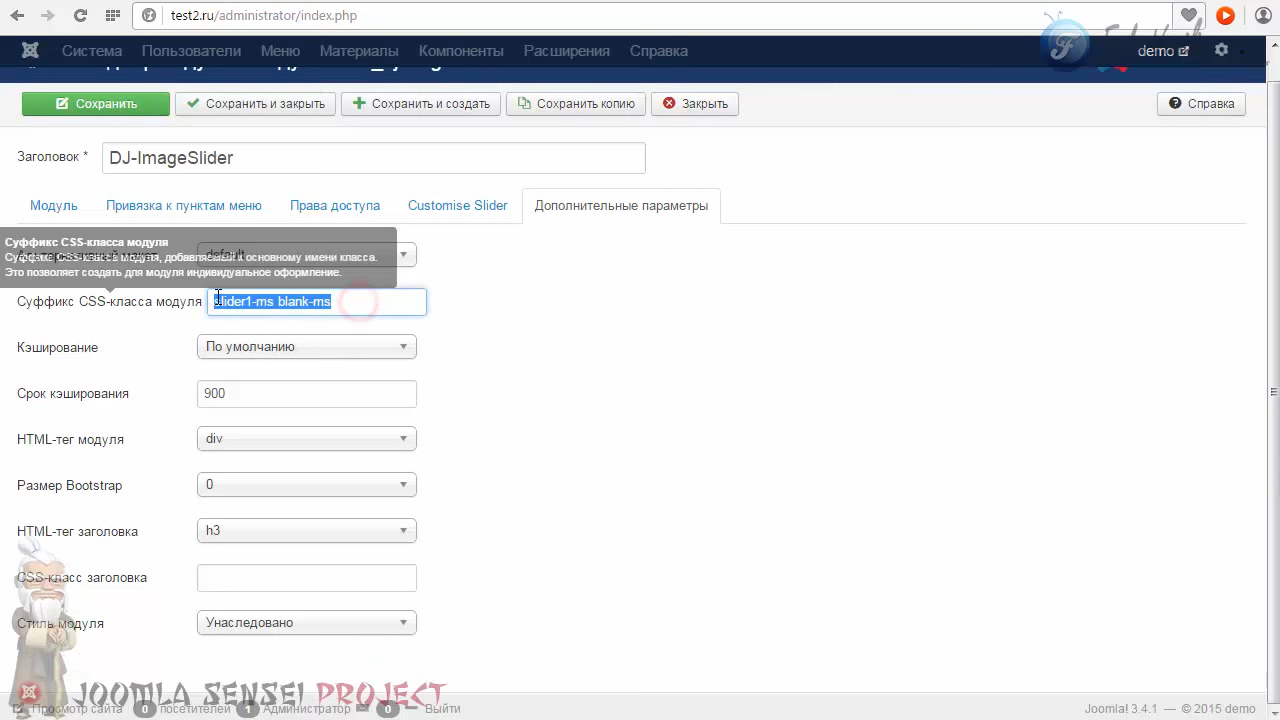 test2.ru/administrator/index.php
Система Пользователи Меню Материалы Компоненты Расширения Справка demo
Сохранить Сохранить и закрыть Сохранить и создать Сохранить копию Закрыть Справка
Заголовок * DJ-ImageSlider
Модуль Привязка к пунктам меню Права доступа Customise Slider Дополнительные параметры
Суффикс CSS-класса модуля
Суффикс CSS-класса модуля, добавляемый к основному имени класса.
Это позволяет создать для модуля индивидуальное оформление.
default
Суффикс CSS-класса модуля slider1-ms blank-ms
Кэширование По умолчанию
Срок кэширования 900
HTML-тег модуля div
Размер Bootstrap 0
HTML-тег заголовка h3
CSS-класс заголовка
Стиль модуля Унаследовано
JOOMLA SENSEI PROJECT
Просмотр сайта 0 посетителей 1 Администратор 0 Выйти
Joomla! 3.4.1 — © 2015 demo